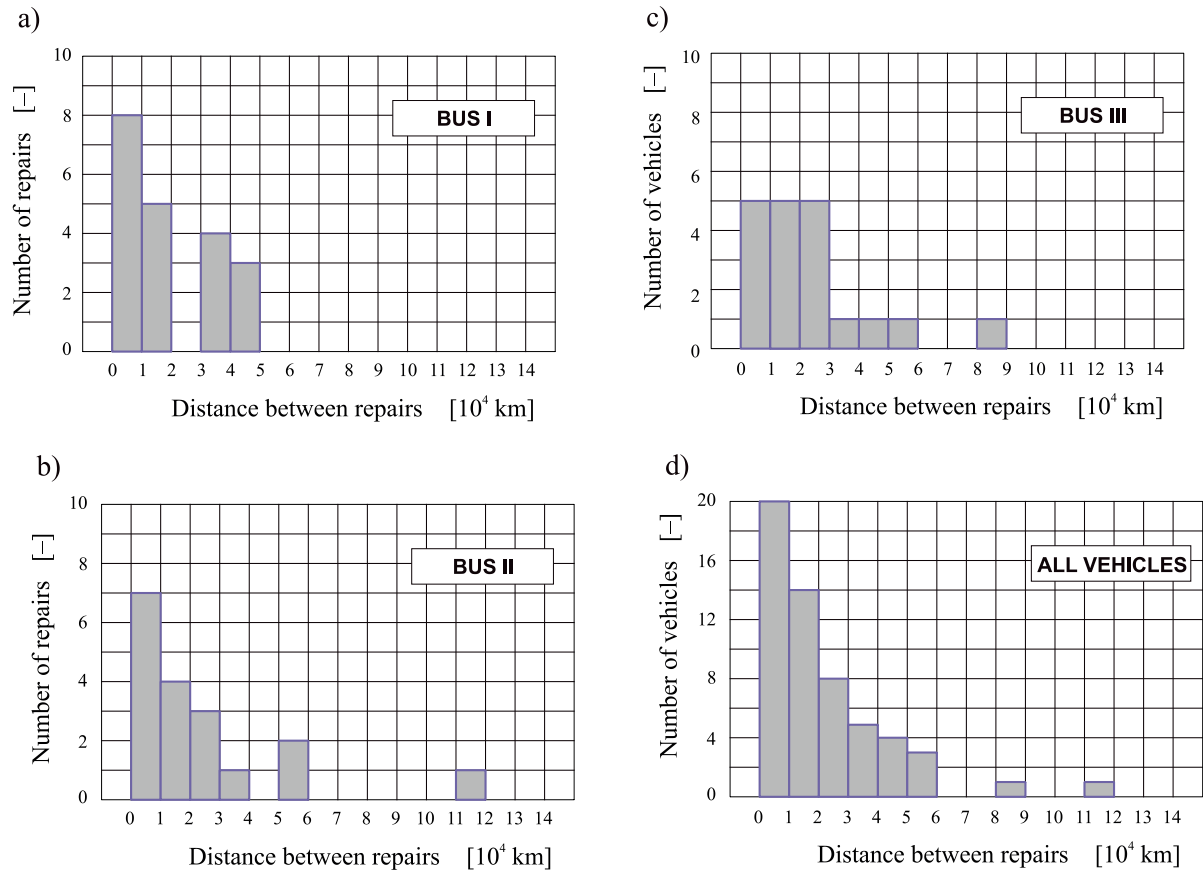 a)
10
8
6
4
2
0
Number of repairs [–]
BUS I
0 1 2 3 4 5 6 7 8 9 10 11 12 13 14
Distance between repairs [10⁴ km]
c)
10
8
6
4
2
0
Number of vehicles [–]
BUS III
0 1 2 3 4 5 6 7 8 9 10 11 12 13 14
Distance between repairs [10⁴ km]
b)
10
8
6
4
2
0
Number of repairs [–]
BUS II
0 1 2 3 4 5 6 7 8 9 10 11 12 13 14
Distance between repairs [10⁴ km]
d)
20
16
12
8
4
0
Number of vehicles [–]
ALL VEHICLES
0 1 2 3 4 5 6 7 8 9 10 11 12 13 14
Distance between repairs [10⁴ km]